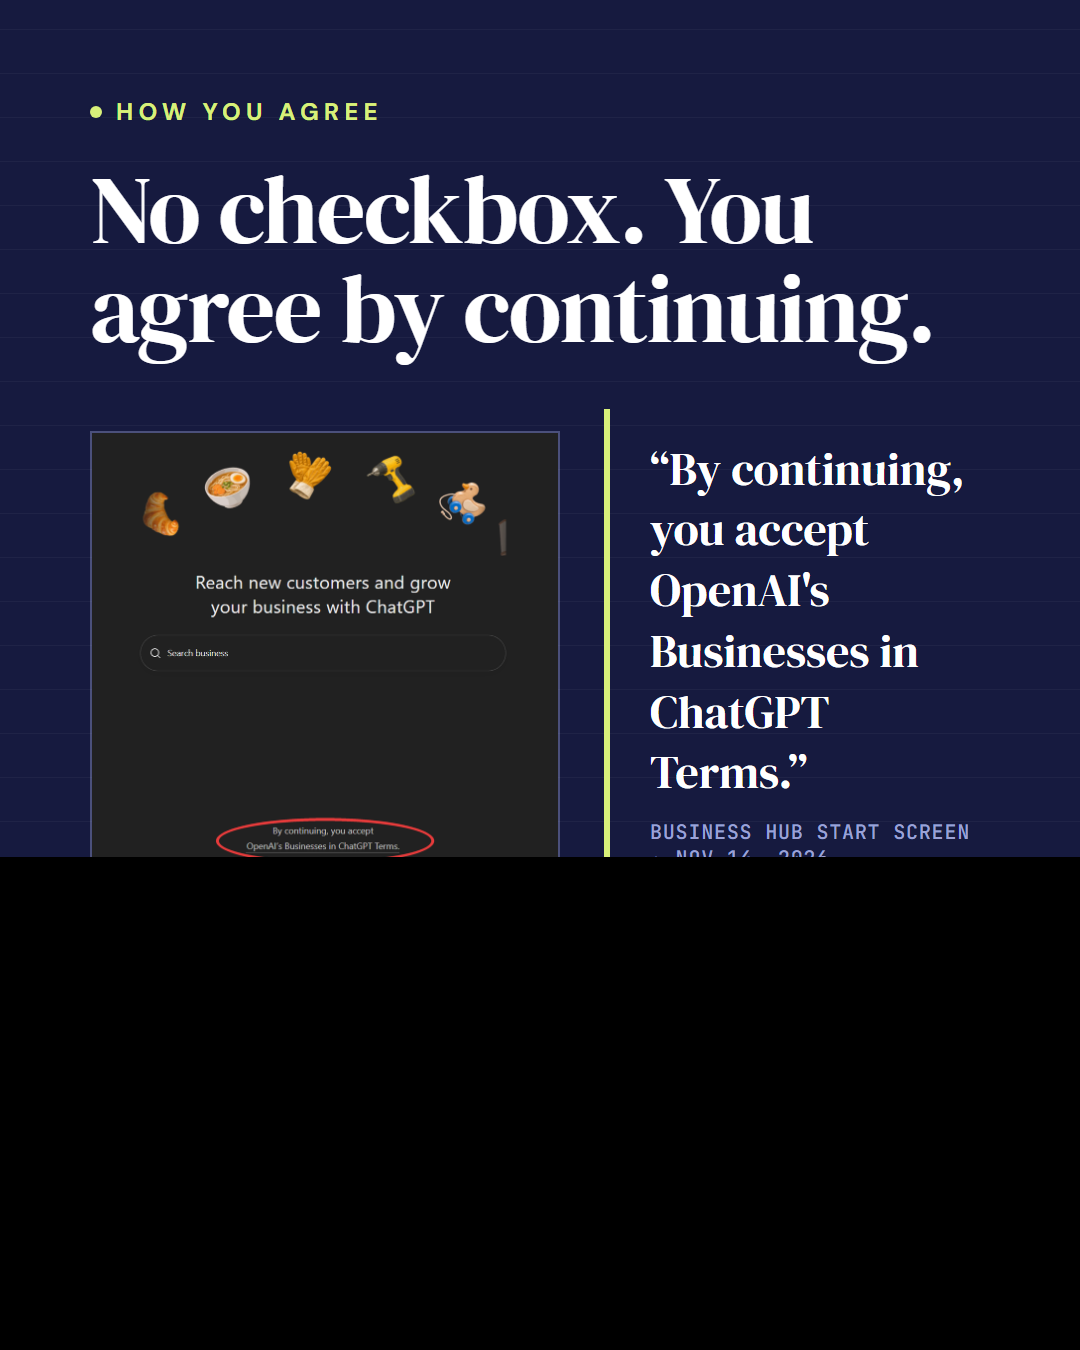 HOW YOU AGREE
No checkbox. You
agree by continuing.
Reach new customers and grow
your business with ChatGPT
Search business
By continuing, you accept
OpenAI's Businesses in ChatGPT Terms.
“By continuing,
you accept
OpenAI's
Businesses in
ChatGPT
Terms.”
BUSINESS HUB START SCREEN